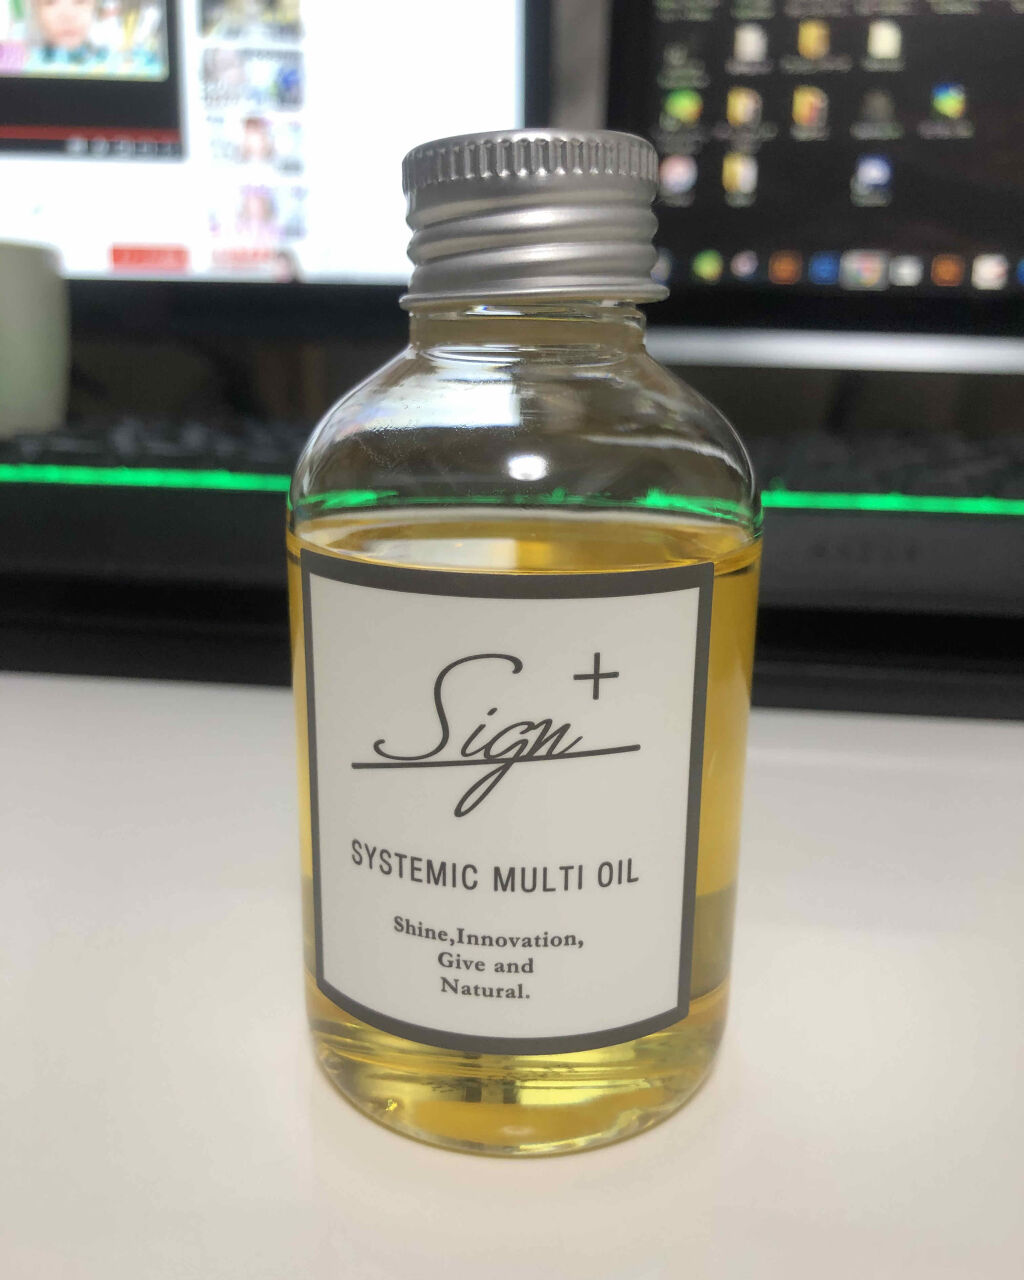 Sign+
SYSTEMIC MULTI OIL
Shine,Innovation,
Give and
Natural.